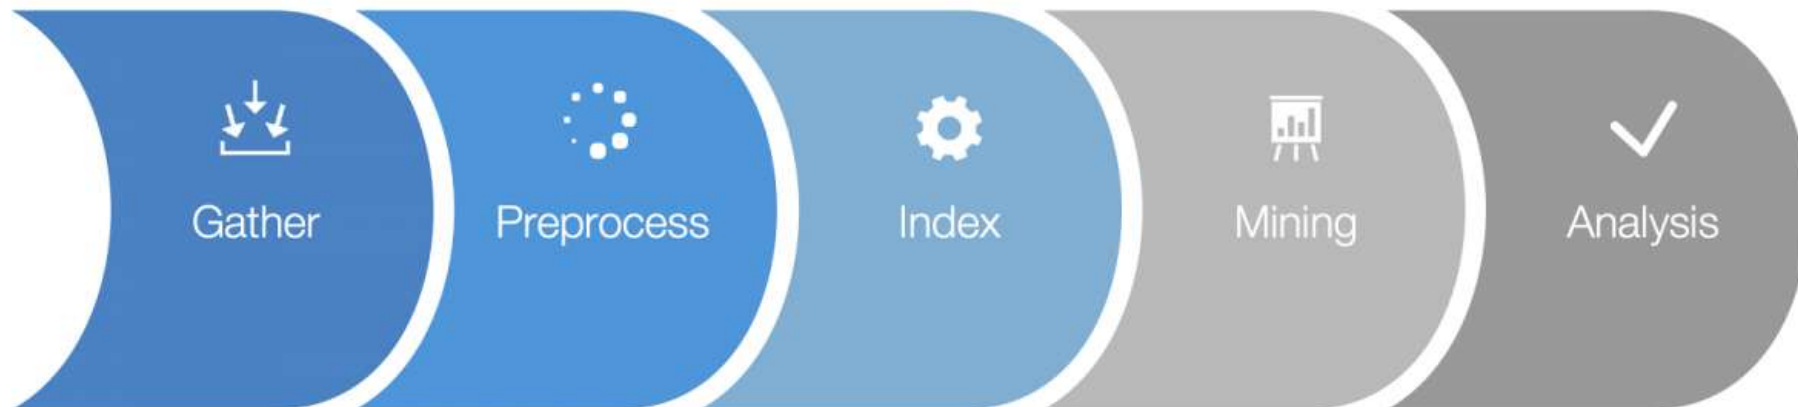 Gather
Preprocess
Index
Mining
Analysis